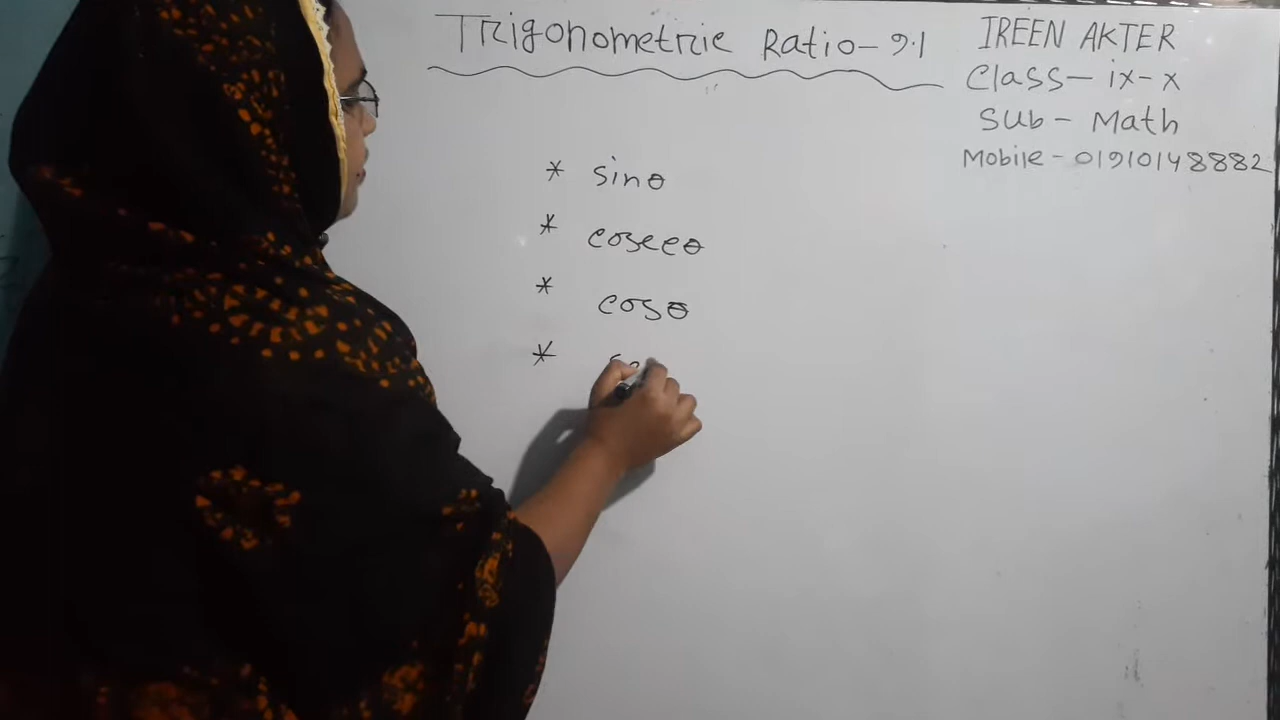 Trigonometric Ratio - 9.1
IREEN AKTER
Class - ix - x
Sub - Math
Mobile - 01910148882
* sinθ
* cosecθ
* cosθ
*